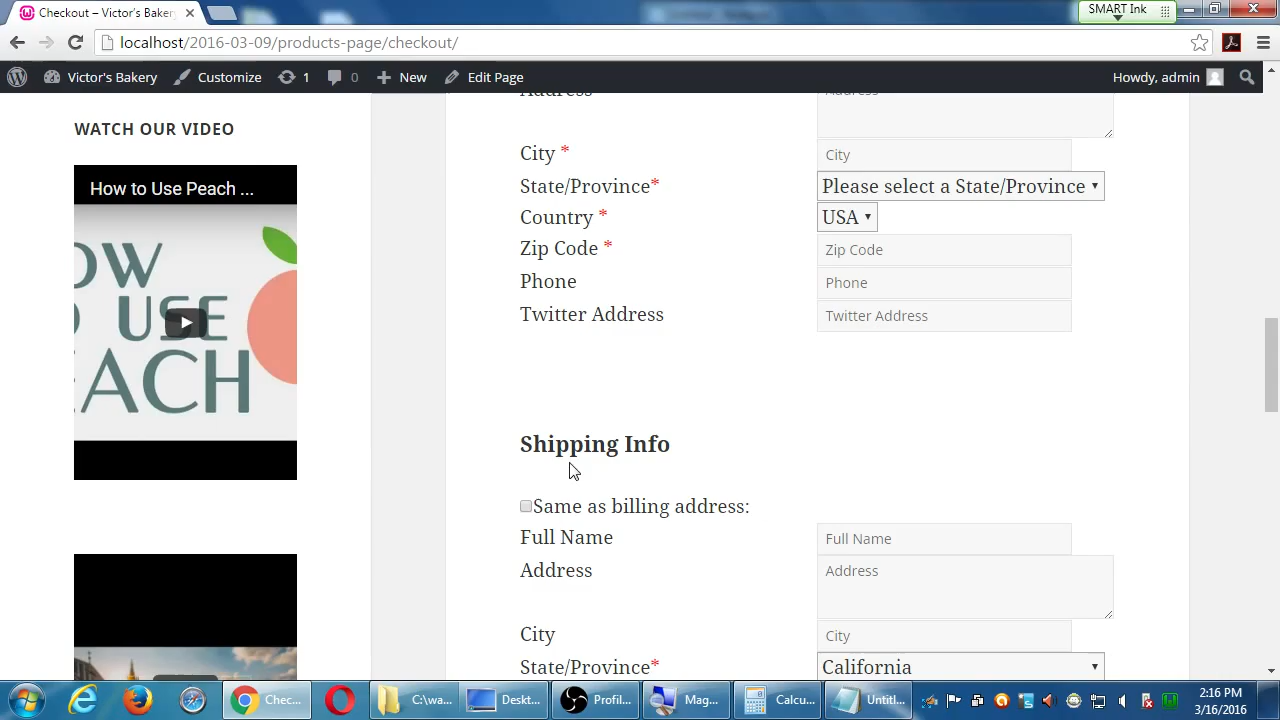 Checkout – Victor's Bakery
SMART Ink
localhost/2016-03-09/products-page/checkout/
Victor's Bakery
Customize
1
0
New
Edit Page
Howdy, admin
WATCH OUR VIDEO
How to Use Peach ...
OW
USE
EACH
Address
Address
City *
City
State/Province*
Please select a State/Province
Country *
USA
Zip Code *
Zip Code
Phone
Phone
Twitter Address
Twitter Address
Shipping Info
Same as billing address:
Full Name
Full Name
Address
Address
City
City
State/Province*
California
Chec...
C:\wa...
Deskt...
Profil...
Mag...
Calcu...
Untitl...
2:16 PM
3/16/2016